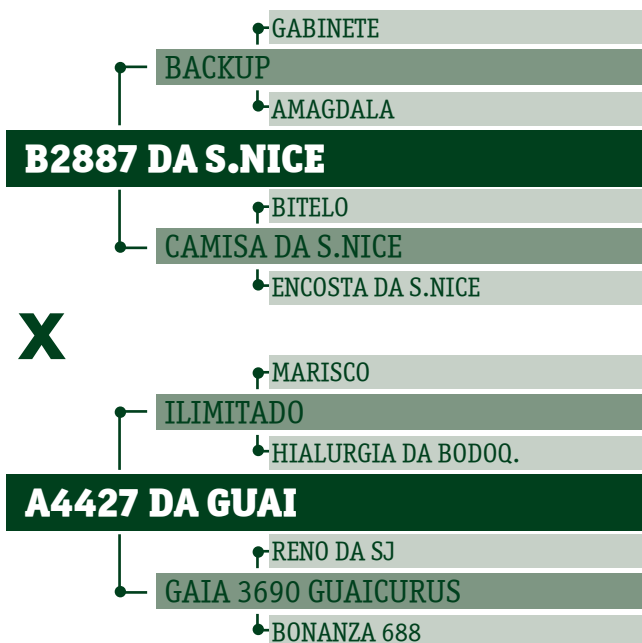 GABINETE
BACKUP
AMAGDALA
B2887 DA S.NICE
BITELO
CAMISA DA S.NICE
ENCOSTA DA S.NICE
X
MARISCO
ILIMITADO
HIALURGIA DA BODOQ.
A4427 DA GUAI
RENO DA SJ
GAIA 3690 GUAICURUS
BONANZA 688